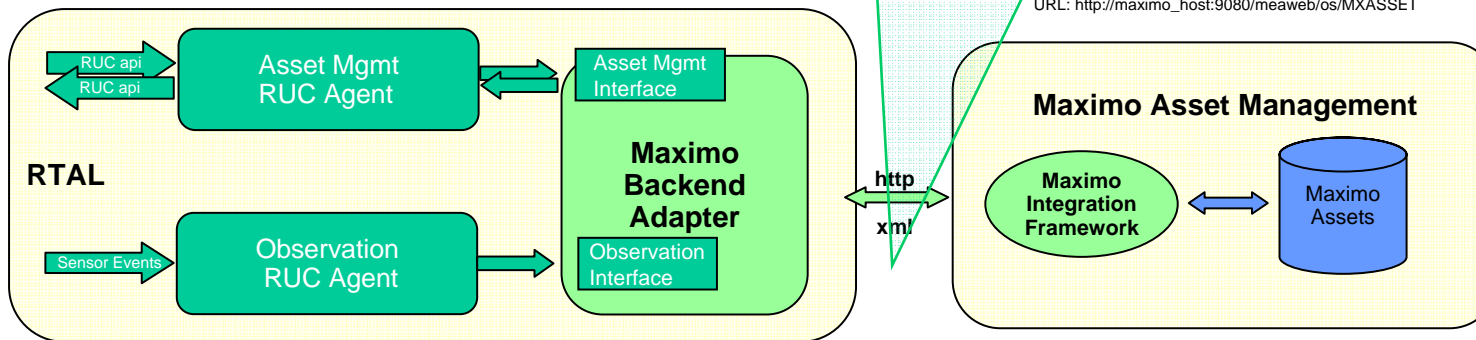 URL: http://maximo_host:9080/meaweb/os/MXASSET
RUC api
RUC api
Asset Mgmt
RUC Agent
Asset Mgmt
Interface
RTAL
Maximo
Backend
Adapter
Sensor Events
Observation
RUC Agent
Observation
Interface
http
xml
Maximo Asset Management
Maximo
Integration
Framework
Maximo
Assets